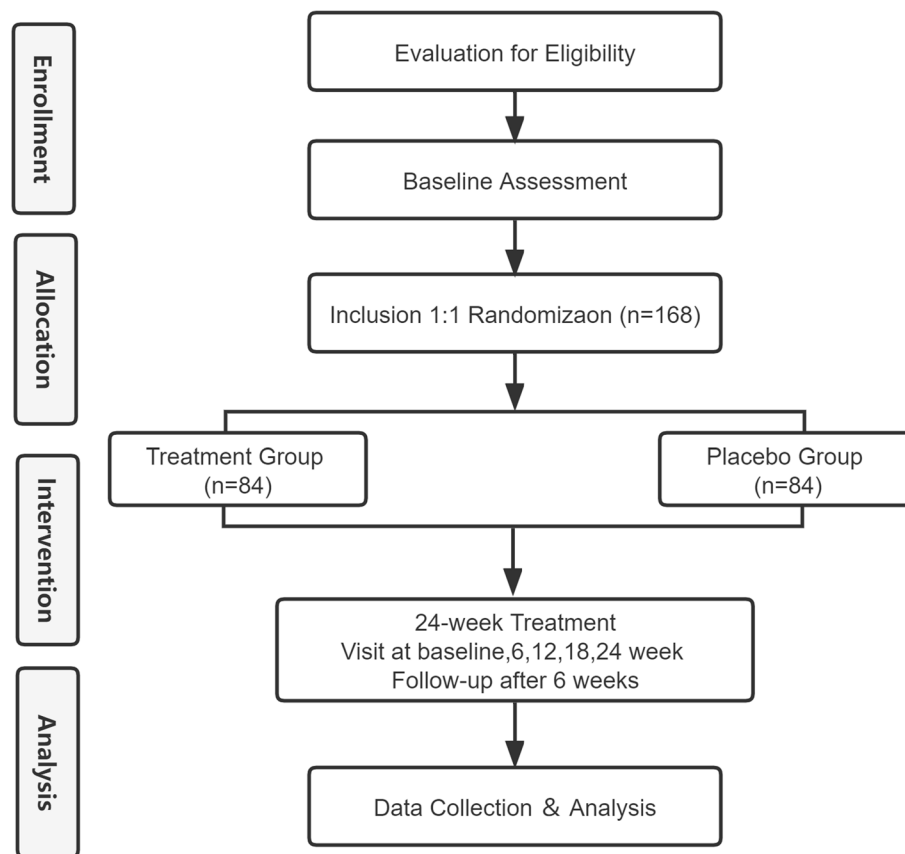 Enrollment
Evaluation for Eligibility
Baseline Assessment
Allocation
Inclusion 1:1 Randomizaon (n=168)
Treatment Group
(n=84)
Placebo Group
(n=84)
Intervention
24-week Treatment
Visit at baseline,6,12,18,24 week
Follow-up after 6 weeks
Analysis
Data Collection & Analysis